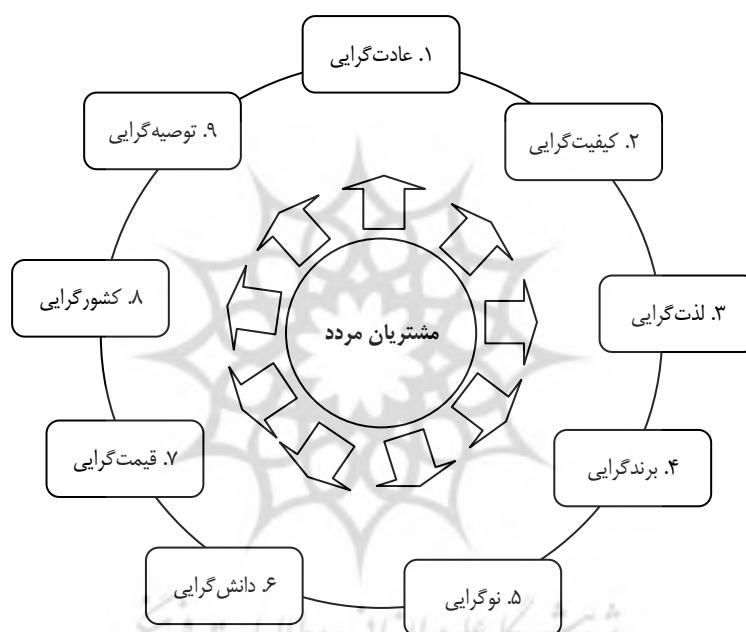 ۱. عادت‌گرایی
۲. کیفیت‌گرایی
۳. لذت‌گرایی
۴. برندگرایی
۵. نوگرایی
۶. دانش‌گرایی
۷. قیمت‌گرایی
۸. کشورگرایی
۹. توصیه‌گرایی
مشتریان مردد